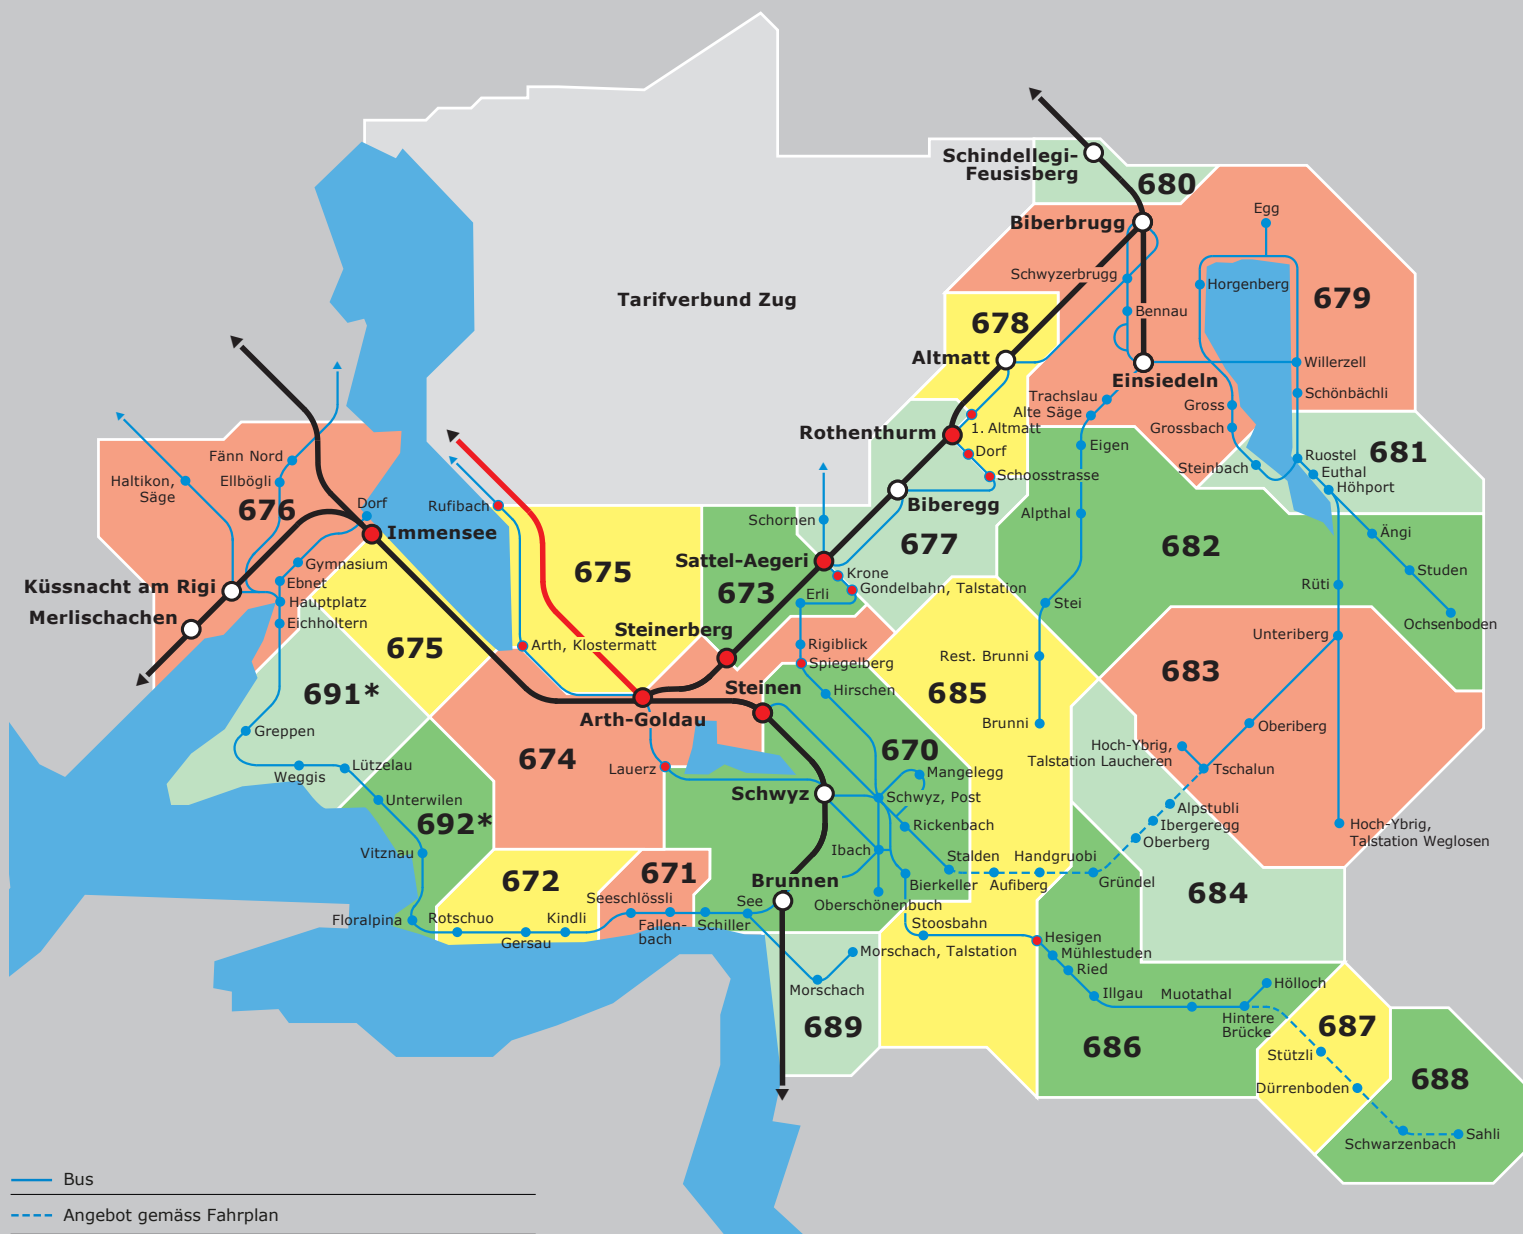 Schindellegi-
Feusisberg
680
Biberbrugg
Egg
Schwyzerbrugg
Horgenberg
679
Tarifverbund Zug
Bennau
678
Altmatt
Einsiedeln
Willerzell
Trachslau
Schönbächli
Alte Säge
Gross
1. Altmatt
Rothenthurm
Grossbach
Eigen
Dorf
Ruostel
681
Fänn Nord
Steinbach
Euthal
Haltikon,
Säge
Ellbögli
Schoosstrasse
Höhport
676
Dorf
Rufibach
Biberegg
Immensee
Schornen
Alpthal
Ängi
677
682
Sattel-Aegeri
Gymnasium
675
Krone
Studen
Küssnacht am Rigi
Ebnet
673
Gondelbahn, Talstation
Rüti
Erli
Hauptplatz
Stei
Merlischachen
Eichholtern
Ochsenboden
Steinerberg
Unteriberg
675
Arth, Klostermatt
Rigiblick
Rest. Brunni
Spiegelberg
683
Steinen
691*
Hirschen
685
Arth-Goldau
Brunni
Oberiberg
Greppen
Hoch-Ybrig,
Talstation Laucheren
670
674
Lauerz
Mangelegg
Tschalun
Weggis
Lützelau
Schwyz
Schwyz, Post
Unterwilen
Alpstubli
692*
Rickenbach
Ibergeregg
Hoch-Ybrig,
Talstation Weglosen
Oberberg
Vitznau
Ibach
Stalden
Handgruobi
672
671
Brunnen
Bierkeller
Aufiberg
Gründel
684
Seeschlössli
See
Oberschönenbuch
Floralpina
Rotschuo
Kindli
Fallen-
bach
Schiller
Stoosbahn
Gersau
Hesigen
Morschach, Talstation
Mühlestuden
Ried
Morschach
Illgau
Muotathal
Hölloch
Hintere
Brücke
689
687
686
Stützli
688
Dürrenboden
Schwarzenbach
Sahli
Bus
Angebot gemäss Fahrplan